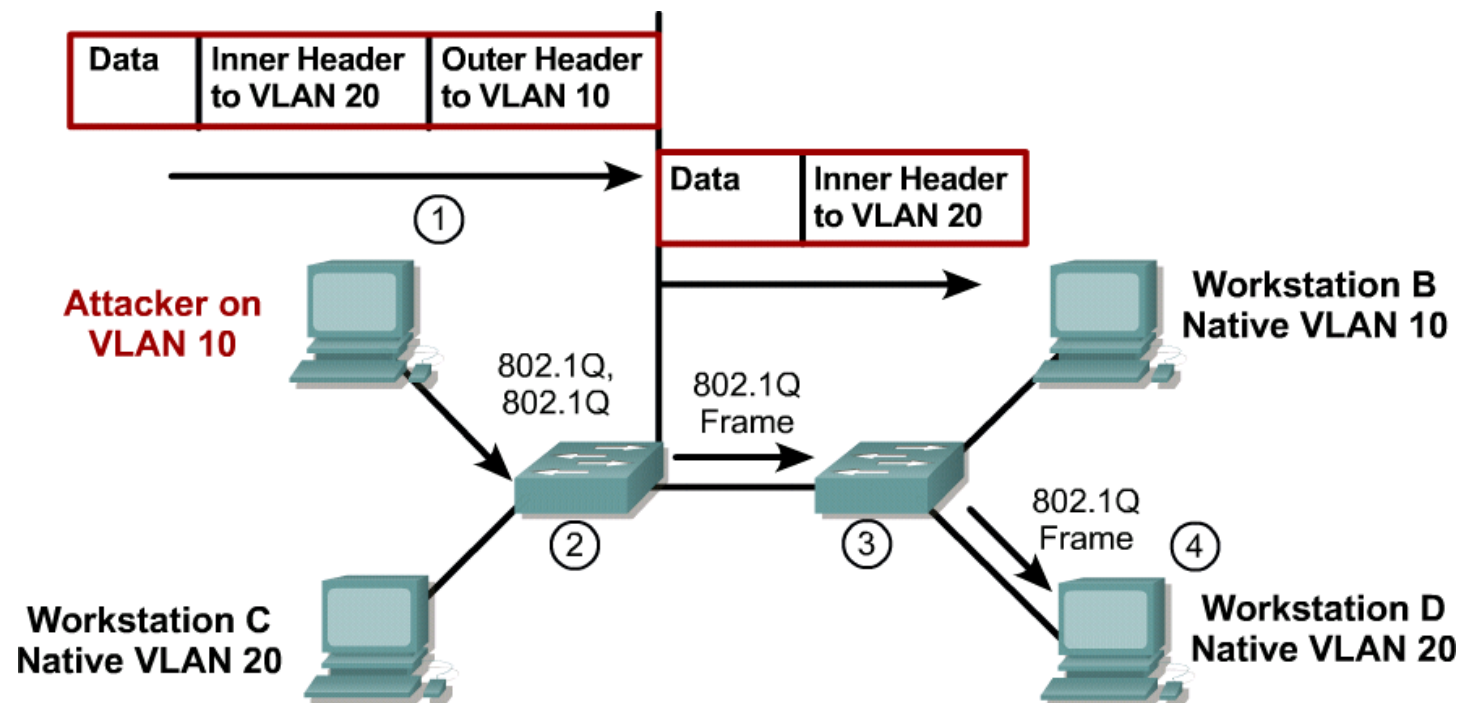 Data
Inner Header
to VLAN 20
Outer Header
to VLAN 10
1
Data
Inner Header
to VLAN 20
Attacker on
VLAN 10
802.1Q,
802.1Q
802.1Q
Frame
Workstation B
Native VLAN 10
2
3
802.1Q
Frame
4
Workstation C
Native VLAN 20
Workstation D
Native VLAN 20